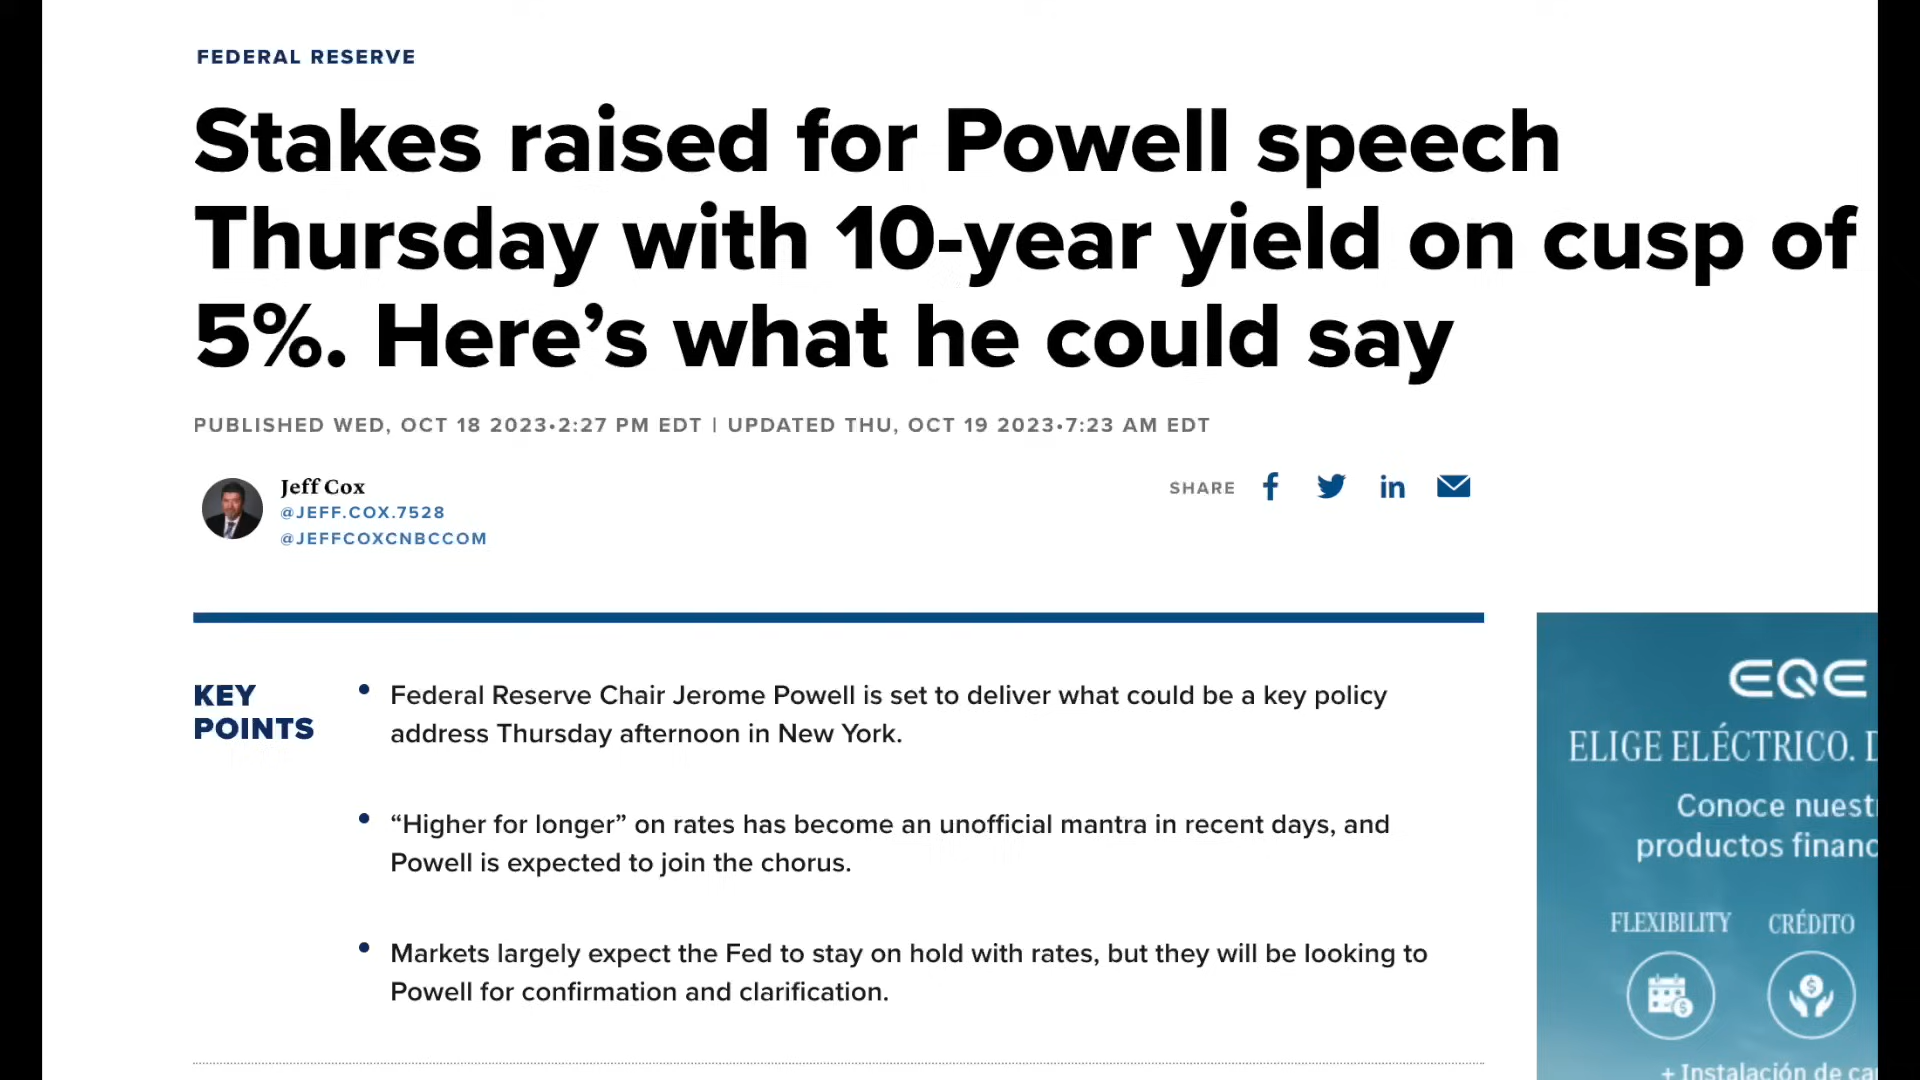 FEDERAL RESERVE
Stakes raised for Powell speech
Thursday with 10-year yield on cusp of
5%. Here’s what he could say
PUBLISHED WED, OCT 18 2023•2:27 PM EDT | UPDATED THU, OCT 19 2023•7:23 AM EDT
Jeff Cox
@JEFF.COX.7528
@JEFFCOXCNBCCOM
SHARE
KEY
POINTS
• Federal Reserve Chair Jerome Powell is set to deliver what could be a key policy
address Thursday afternoon in New York.
• “Higher for longer” on rates has become an unofficial mantra in recent days, and
Powell is expected to join the chorus.
• Markets largely expect the Fed to stay on hold with rates, but they will be looking to
Powell for confirmation and clarification.
EQE
ELIGE ELÉCTRICO.
Conoce
productos
FLEXIBILITY CRÉDITO
+ Instalación de